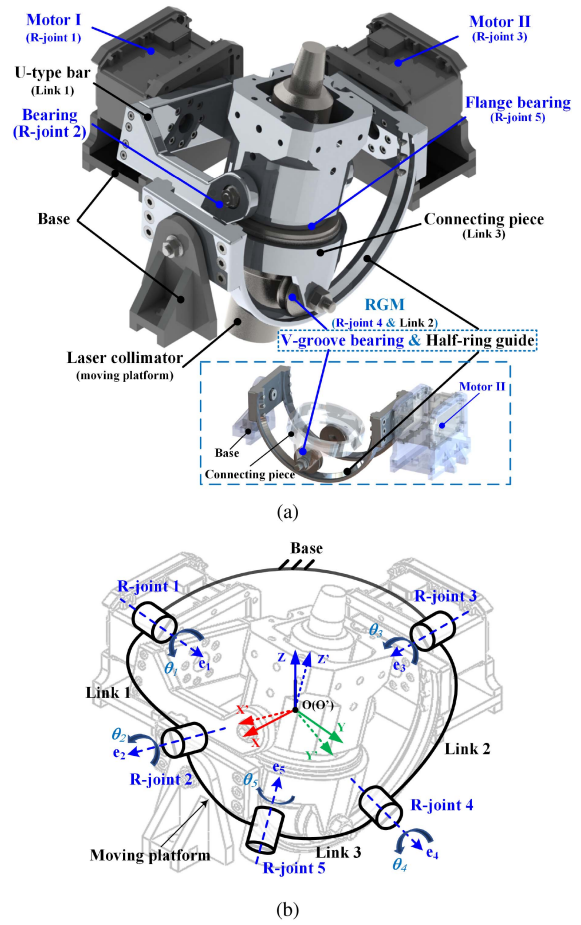 Motor I
(R-joint 1)
Motor II
(R-joint 3)
U-type bar
(Link 1)
Bearing
(R-joint 2)
Flange bearing
(R-joint 5)
Base
Connecting piece
(Link 3)
RGM
(R-joint 4 & Link 2)
V-groove bearing & Half-ring guide
Laser collimator
(moving platform)
Motor II
Base
Connecting piece
(a)
Base
R-joint 1
R-joint 3
θ1
e1
θ3
e3
Z
Z'
O(O')
X'
X
Y
Y'
Link 1
Link 2
θ2
e2
R-joint 2
θ5
e5
R-joint 4
θ4
e4
Moving platform
R-joint 5
Link 3
(b)